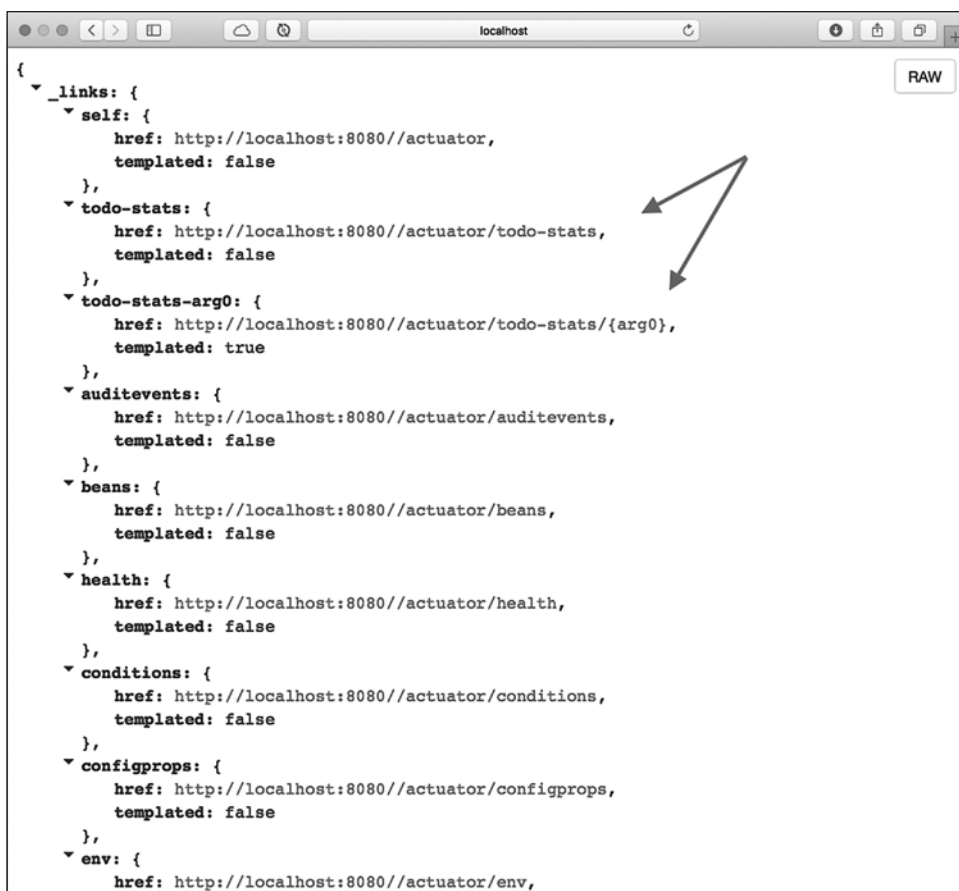 localhost
RAW
{
_links: {
self: {
href: http://localhost:8080//actuator,
templated: false
},
todo-stats: {
href: http://localhost:8080//actuator/todo-stats,
templated: false
},
todo-stats-arg0: {
href: http://localhost:8080//actuator/todo-stats/{arg0},
templated: true
},
auditevents: {
href: http://localhost:8080//actuator/auditevents,
templated: false
},
beans: {
href: http://localhost:8080//actuator/beans,
templated: false
},
health: {
href: http://localhost:8080//actuator/health,
templated: false
},
conditions: {
href: http://localhost:8080//actuator/conditions,
templated: false
},
configprops: {
href: http://localhost:8080//actuator/configprops,
templated: false
},
env: {
href: http://localhost:8080//actuator/env,